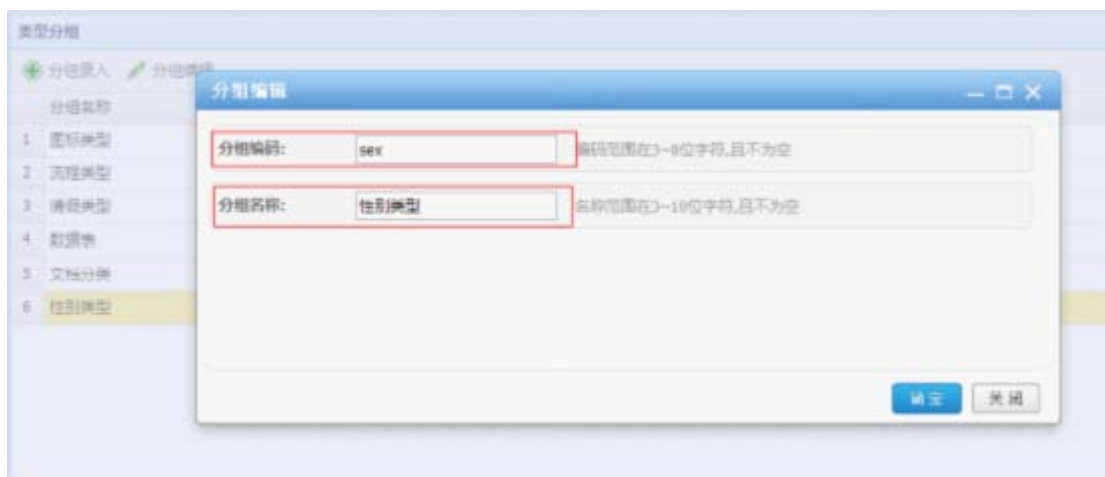 类型分组
分组录入 分组编辑
分组名称
1 图标类型
2 流程类型
3 请假类型
4 数据表
5 文档分类
6 性别类型
分组编辑
分组编码: sex 编码范围在3~8位字符,且不为空
分组名称: 性别类型 名称范围在3~10位字符,且不为空
确定 关闭